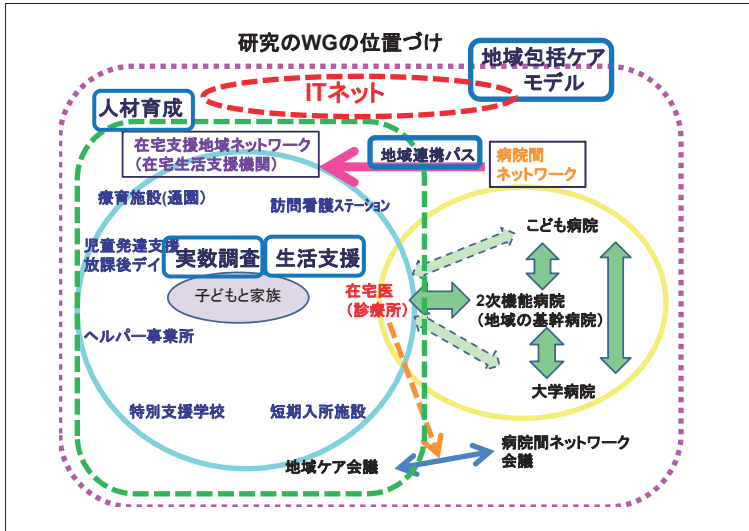 研究のWGの位置づけ
地域包括ケア
モデル
ITネット
人材育成
在宅支援地域ネットワーク
(在宅生活支援機関)
地域連携パス
病院間
ネットワーク
療育施設(通園)
訪問看護ステーション
こども病院
児童発達支援
放課後デイ
実数調査
生活支援
子どもと家族
在宅医
(診療所)
2次機能病院
(地域の基幹病院)
ヘルパー事業所
大学病院
特別支援学校
短期入所施設
地域ケア会議
病院間ネットワーク
会議